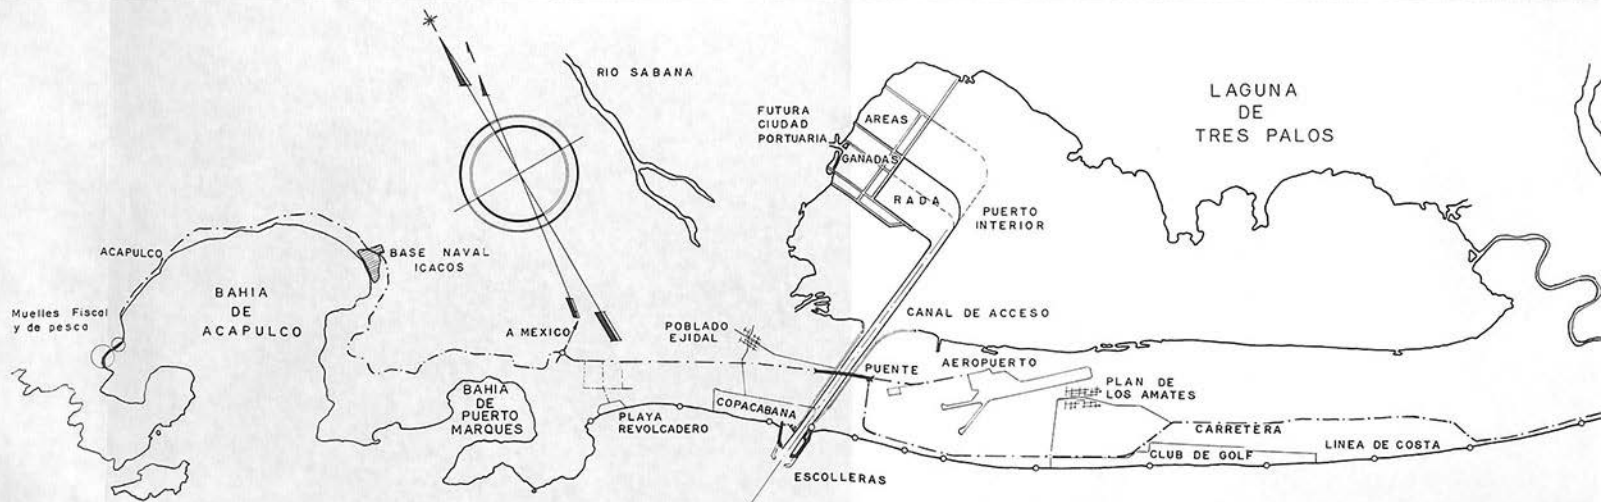 RIO SABANA
LAGUNA
DE
TRES PALOS
FUTURA
CIUDAD
PORTUARIA
AREAS
GANADAS
RADA
PUERTO
INTERIOR
ACAPULCO
BASE NAVAL
ICACOS
BAHIA
DE
ACAPULCO
Muelles Fiscal
y de pesca
A MEXICO
POBLADO
EJIDAL
CANAL DE ACCESO
PUENTE
AEROPUERTO
PLAN DE
LOS AMATES
BAHIA
DE
PUERTO
MARQUES
PLAYA
REVOLCADERO
COPACABANA
CARRETERA
LINEA DE COSTA
CLUB DE GOLF
ESCOLLERAS